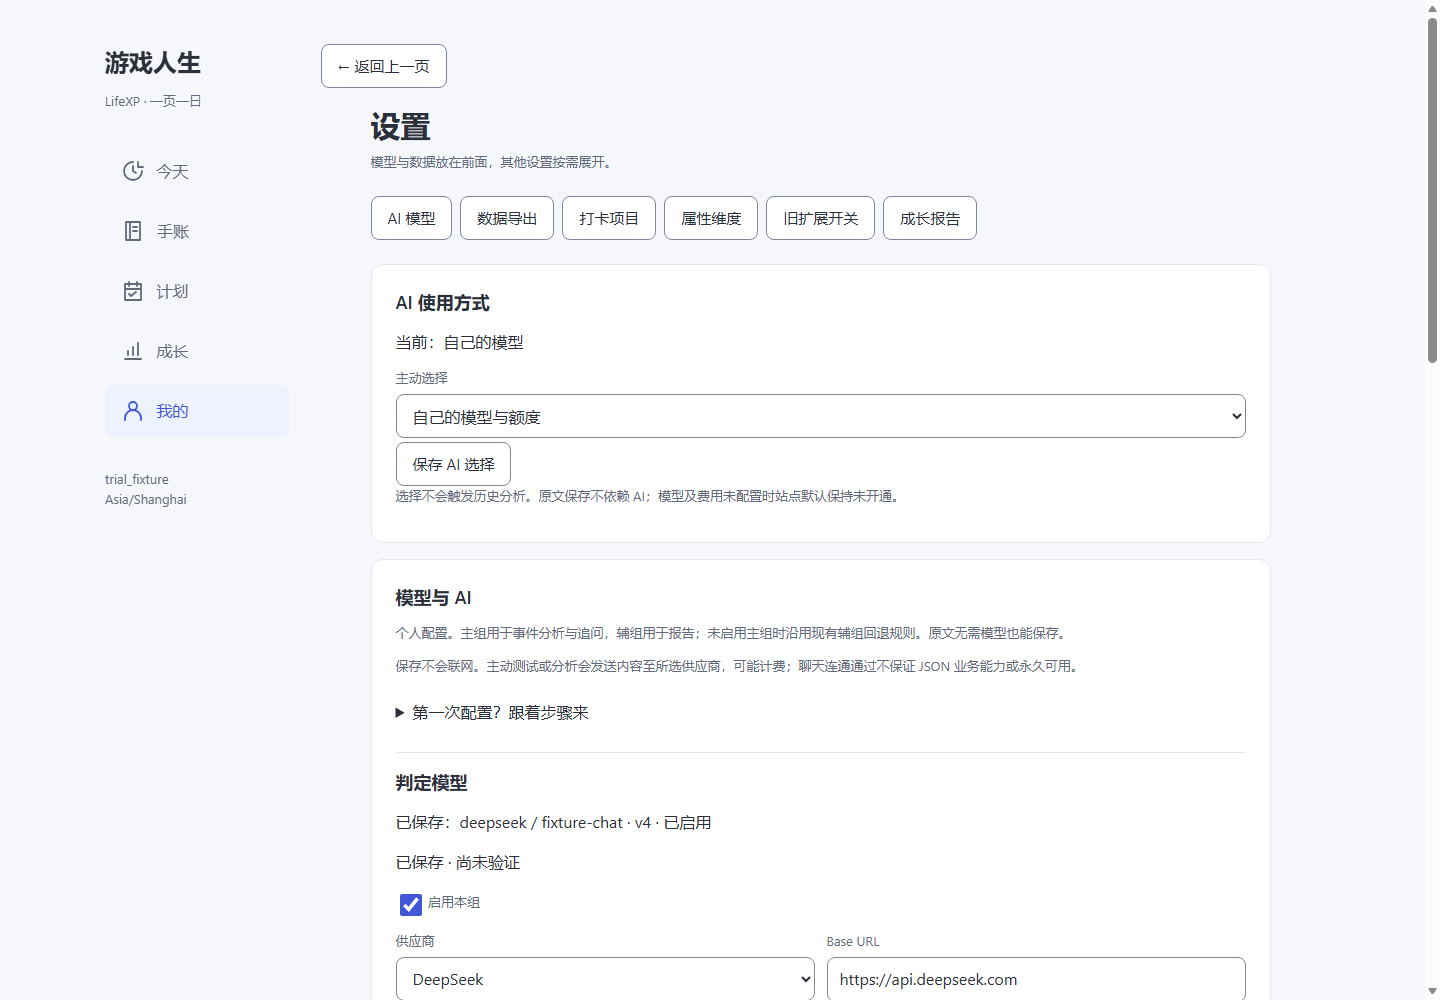 游戏人生
LifeXP · 一页一日
今天
手账
计划
成长
我的
trial_fixture
Asia/Shanghai
← 返回上一页
设置
模型与数据放在前面，其他设置按需展开。
AI 模型
数据导出
打卡项目
属性维度
旧扩展开关
成长报告
AI 使用方式
当前：自己的模型
主动选择
自己的模型与额度
保存 AI 选择
选择不会触发历史分析。原文保存不依赖 AI；模型及费用未配置时站点默认保持未开通。
模型与 AI
个人配置。主组用于事件分析与追问，辅组用于报告；未启用主组时沿用现有辅组回退规则。原文无需模型也能保存。
保存不会联网。主动测试或分析会发送内容至所选供应商，可能计费；聊天连通通过不保证 JSON 业务能力或永久可用。
▶ 第一次配置？跟着步骤来
判定模型
已保存：deepseek / fixture-chat · v4 · 已启用
已保存 · 尚未验证
启用本组
供应商
Base URL
DeepSeek
https://api.deepseek.com